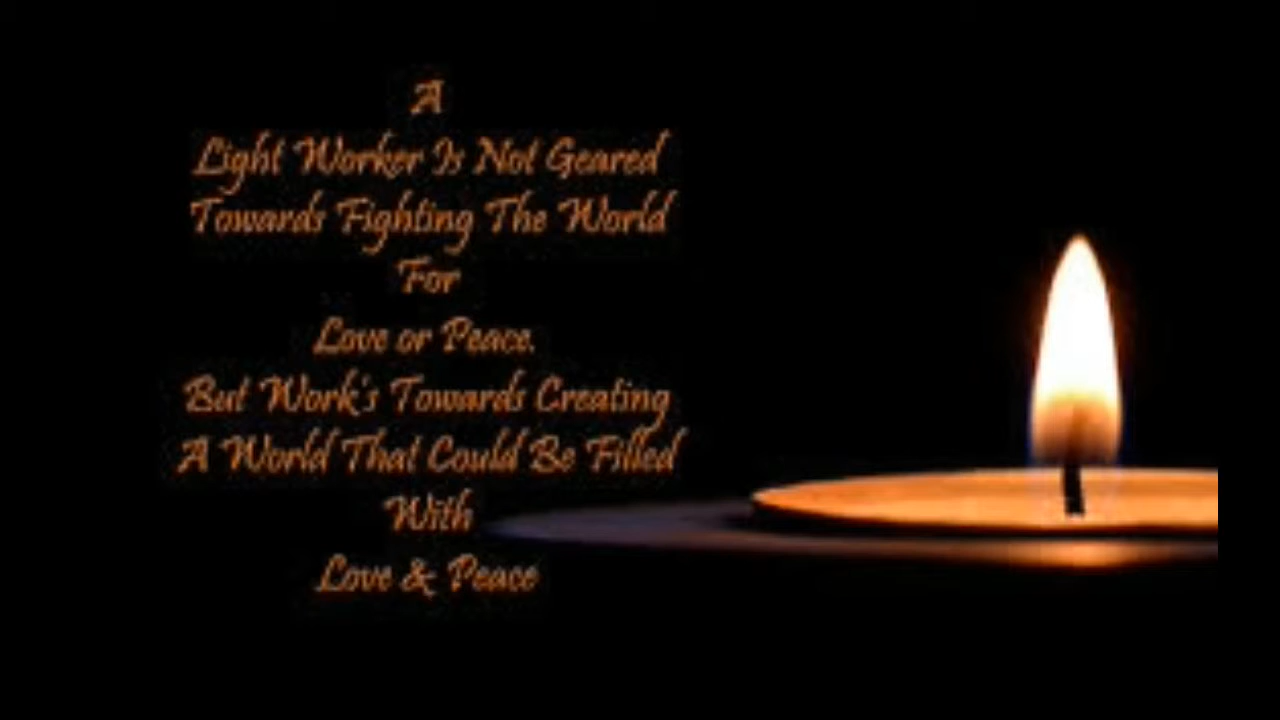 A
Light Worker Is Not Geared
Towards Fighting The World
For
Love or Peace.
But Work's Towards Creating
A World That Could Be Filled
With
Love & Peace